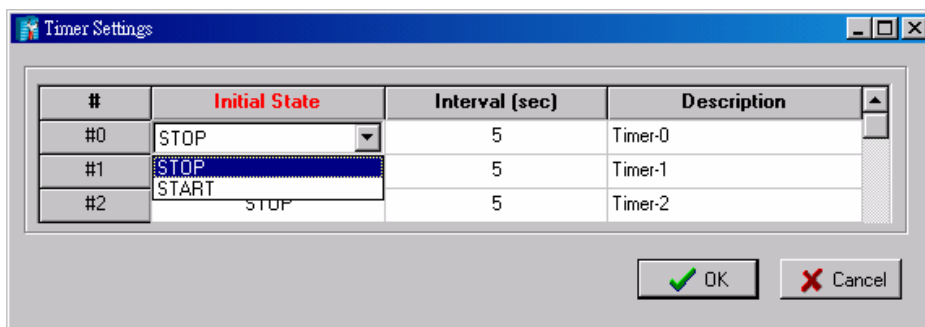 Timer Settings
# Initial State Interval (sec) Description
#0 STOP 5 Timer-0
#1 STOP 5 Timer-1
START
#2 STOP 5 Timer-2
OK Cancel